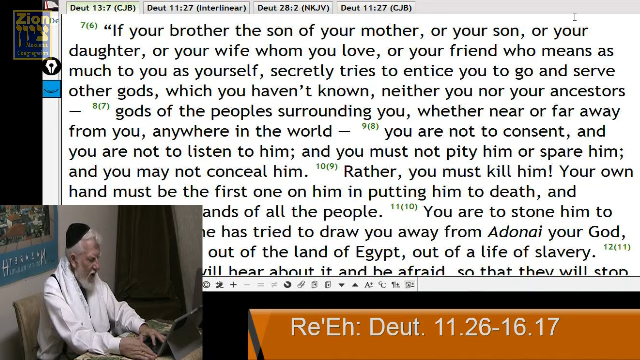 Zion
Messianic
Congregation
Deut 13:7 (CJB) Deut 11:27 (Interlinear) Deut 28:2 (NKJV) Deut 11:27 (CJB)
7(6) “If your brother the son of your mother, or your son, or your
daughter, or your wife whom you love, or your friend who means as
much to you as yourself, secretly tries to entice you to go and serve
other gods, which you haven’t known, neither you nor your ancestors
— 8(7) gods of the peoples surrounding you, whether near or far away
from you, anywhere in the world — 9(8) you are not to consent, and
you are not to listen to him; and you must not pity him or spare him;
and you may not conceal him. 10(9) Rather, you must kill him! Your own
hand must be the first one on him in putting him to death, and
ands of all the people. 11(10) You are to stone him to
ne has tried to draw you away from Adonai your God,
out of the land of Egypt, out of a life of slavery. 12(11)
will hear about it and be afraid, so that they will stop
Re'Eh: Deut. 11.26-16.17